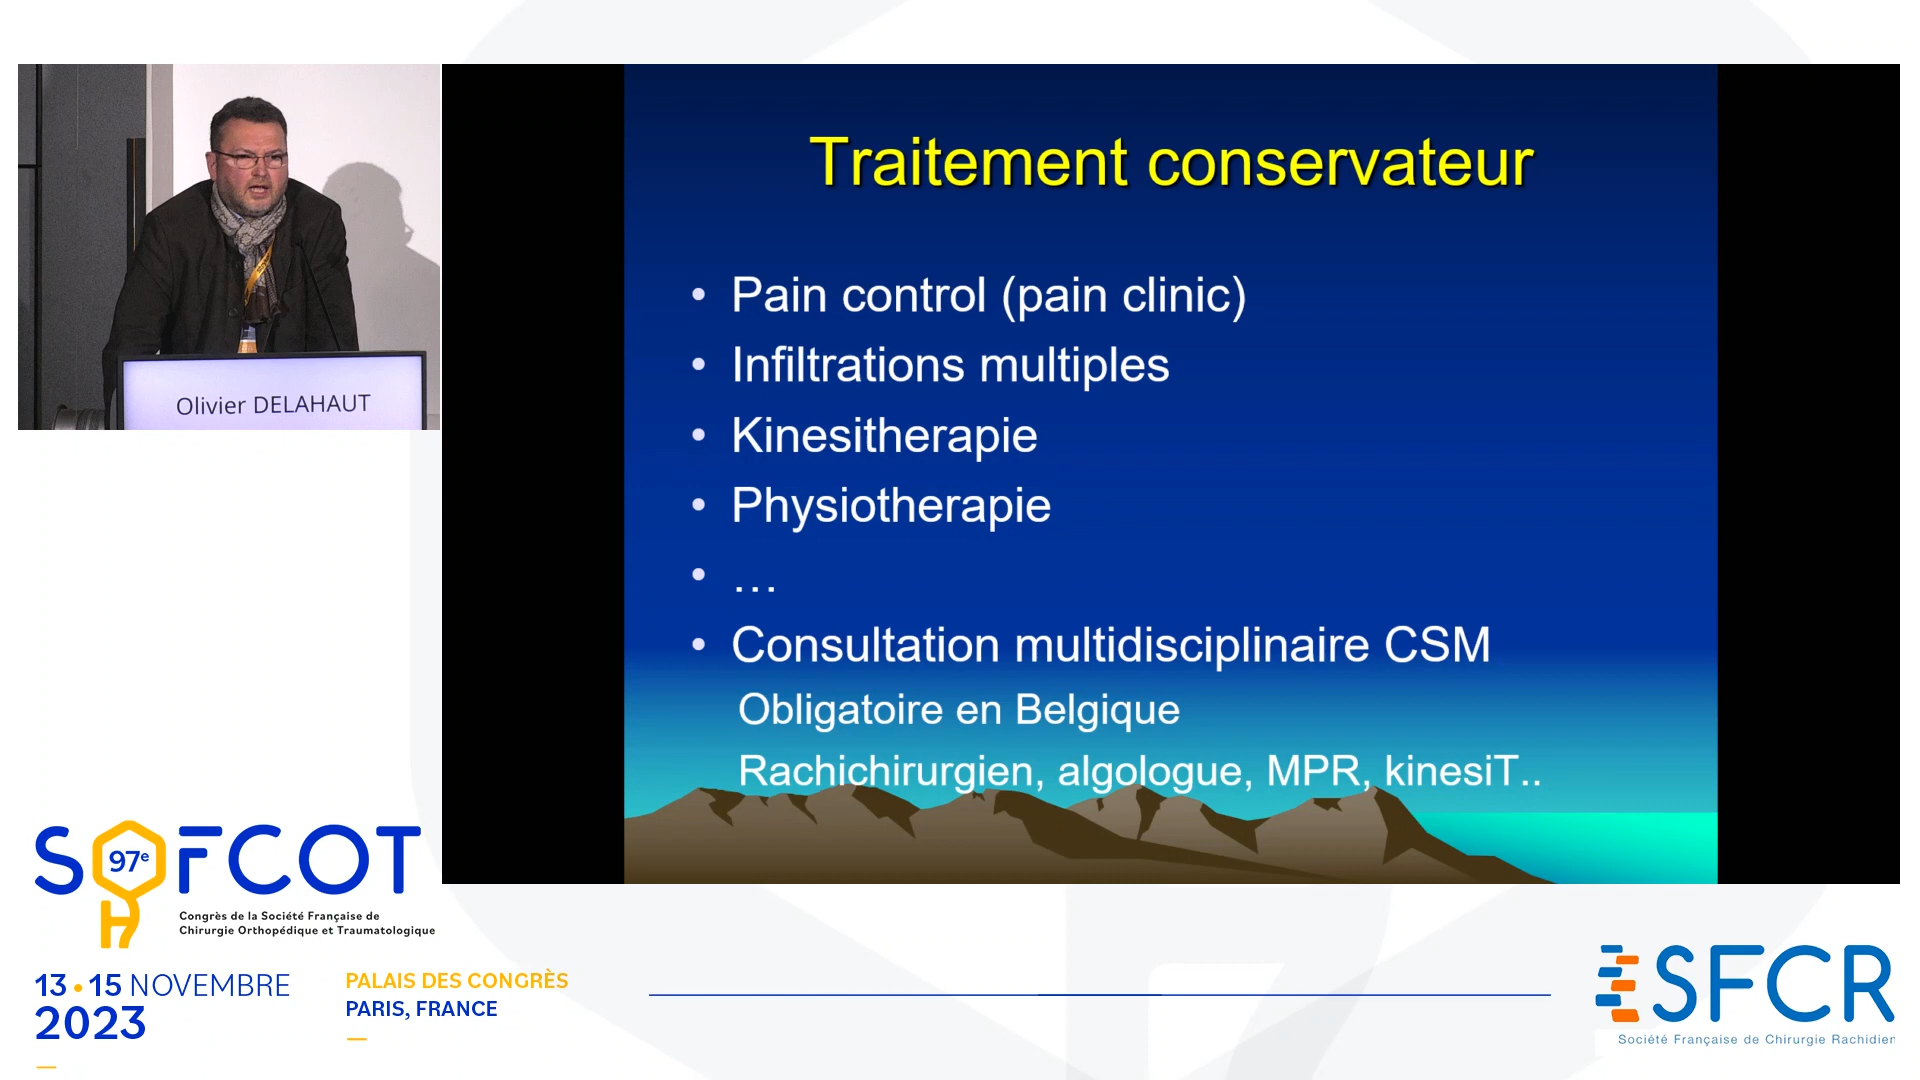 Olivier DELAHAUT
Traitement conservateur
• Pain control (pain clinic)
• Infiltrations multiples
• Kinesitherapie
• Physiotherapie
• …
• Consultation multidisciplinaire CSM
Obligatoire en Belgique
Rachichirurgien, algologue, MPR, kinesiT..
SOFCOT
97e
Congrès de la Société Française de
Chirurgie Orthopédique et Traumatologique
13•15 NOVEMBRE
2023
PALAIS DES CONGRÈS
PARIS, FRANCE
SFCR
Société Française de Chirurgie Rachidien